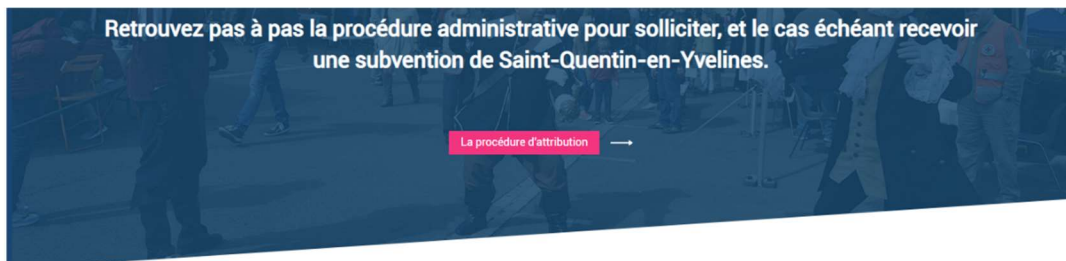 Retrouvez pas à pas la procédure administrative pour solliciter, et le cas échéant recevoir
une subvention de Saint-Quentin-en-Yvelines.
La procédure d'attribution